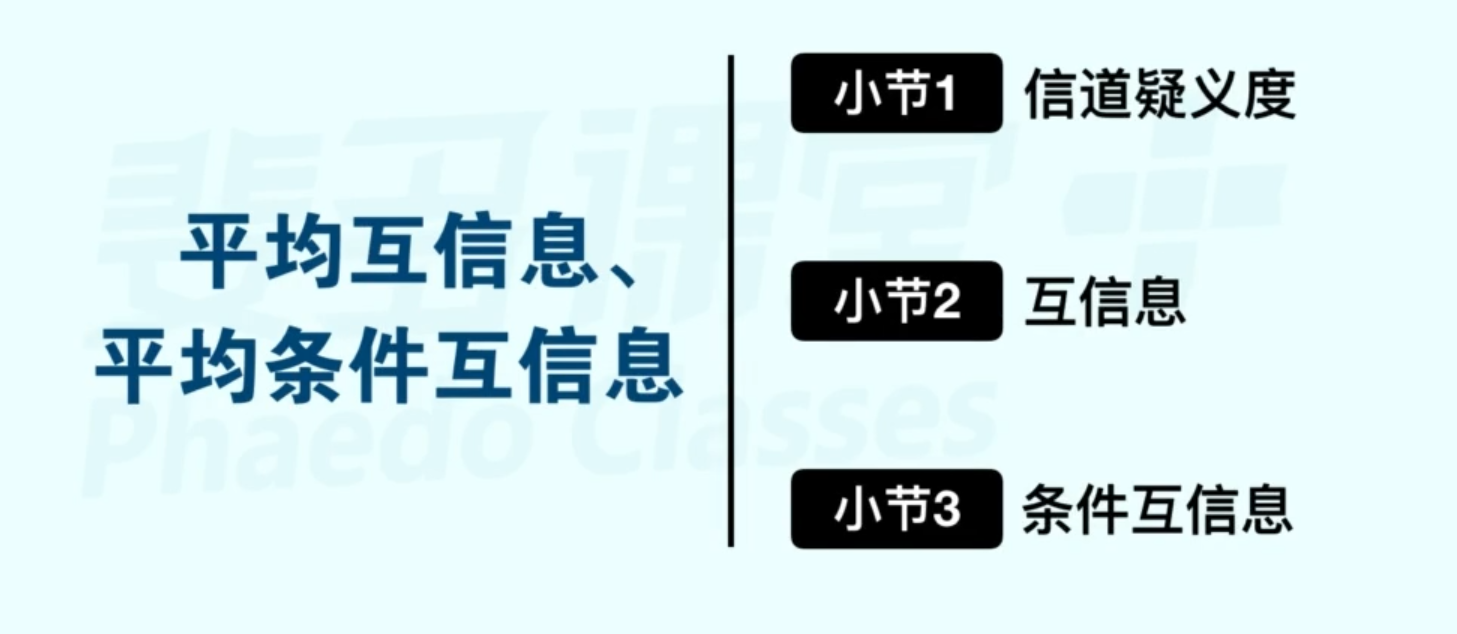 平均互信息、
平均条件互信息
小节1 信道疑义度
小节2 互信息
小节3 条件互信息
斐丑课堂
Phaedo Classes